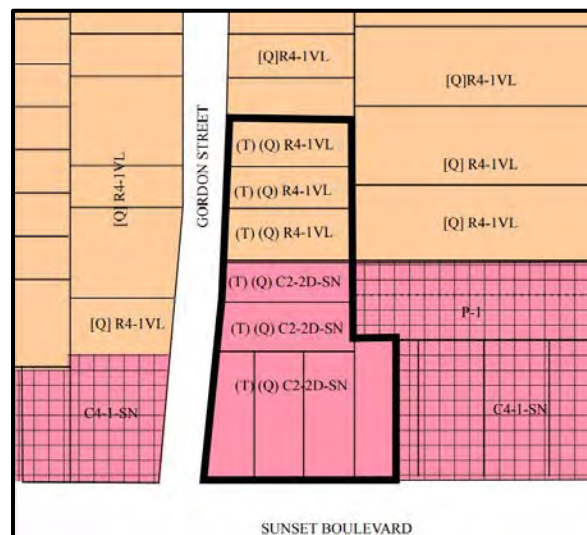 [Q]R4-1VL
[Q]R4-1VL
(T) (Q) R4-1VL
(T) (Q) R4-1VL
[Q] R4-1VL
[Q] R4-1VL
GORDON STREET
(T) (Q) R4-1VL
[Q] R4-1VL
(T) (Q) C2-2D-SN
P-1
(T) (Q) C2-2D-SN
[Q] R4-1VL
(T) (Q) C2-2D-SN
C4-1-SN
C4-1-SN
SUNSET BOULEVARD